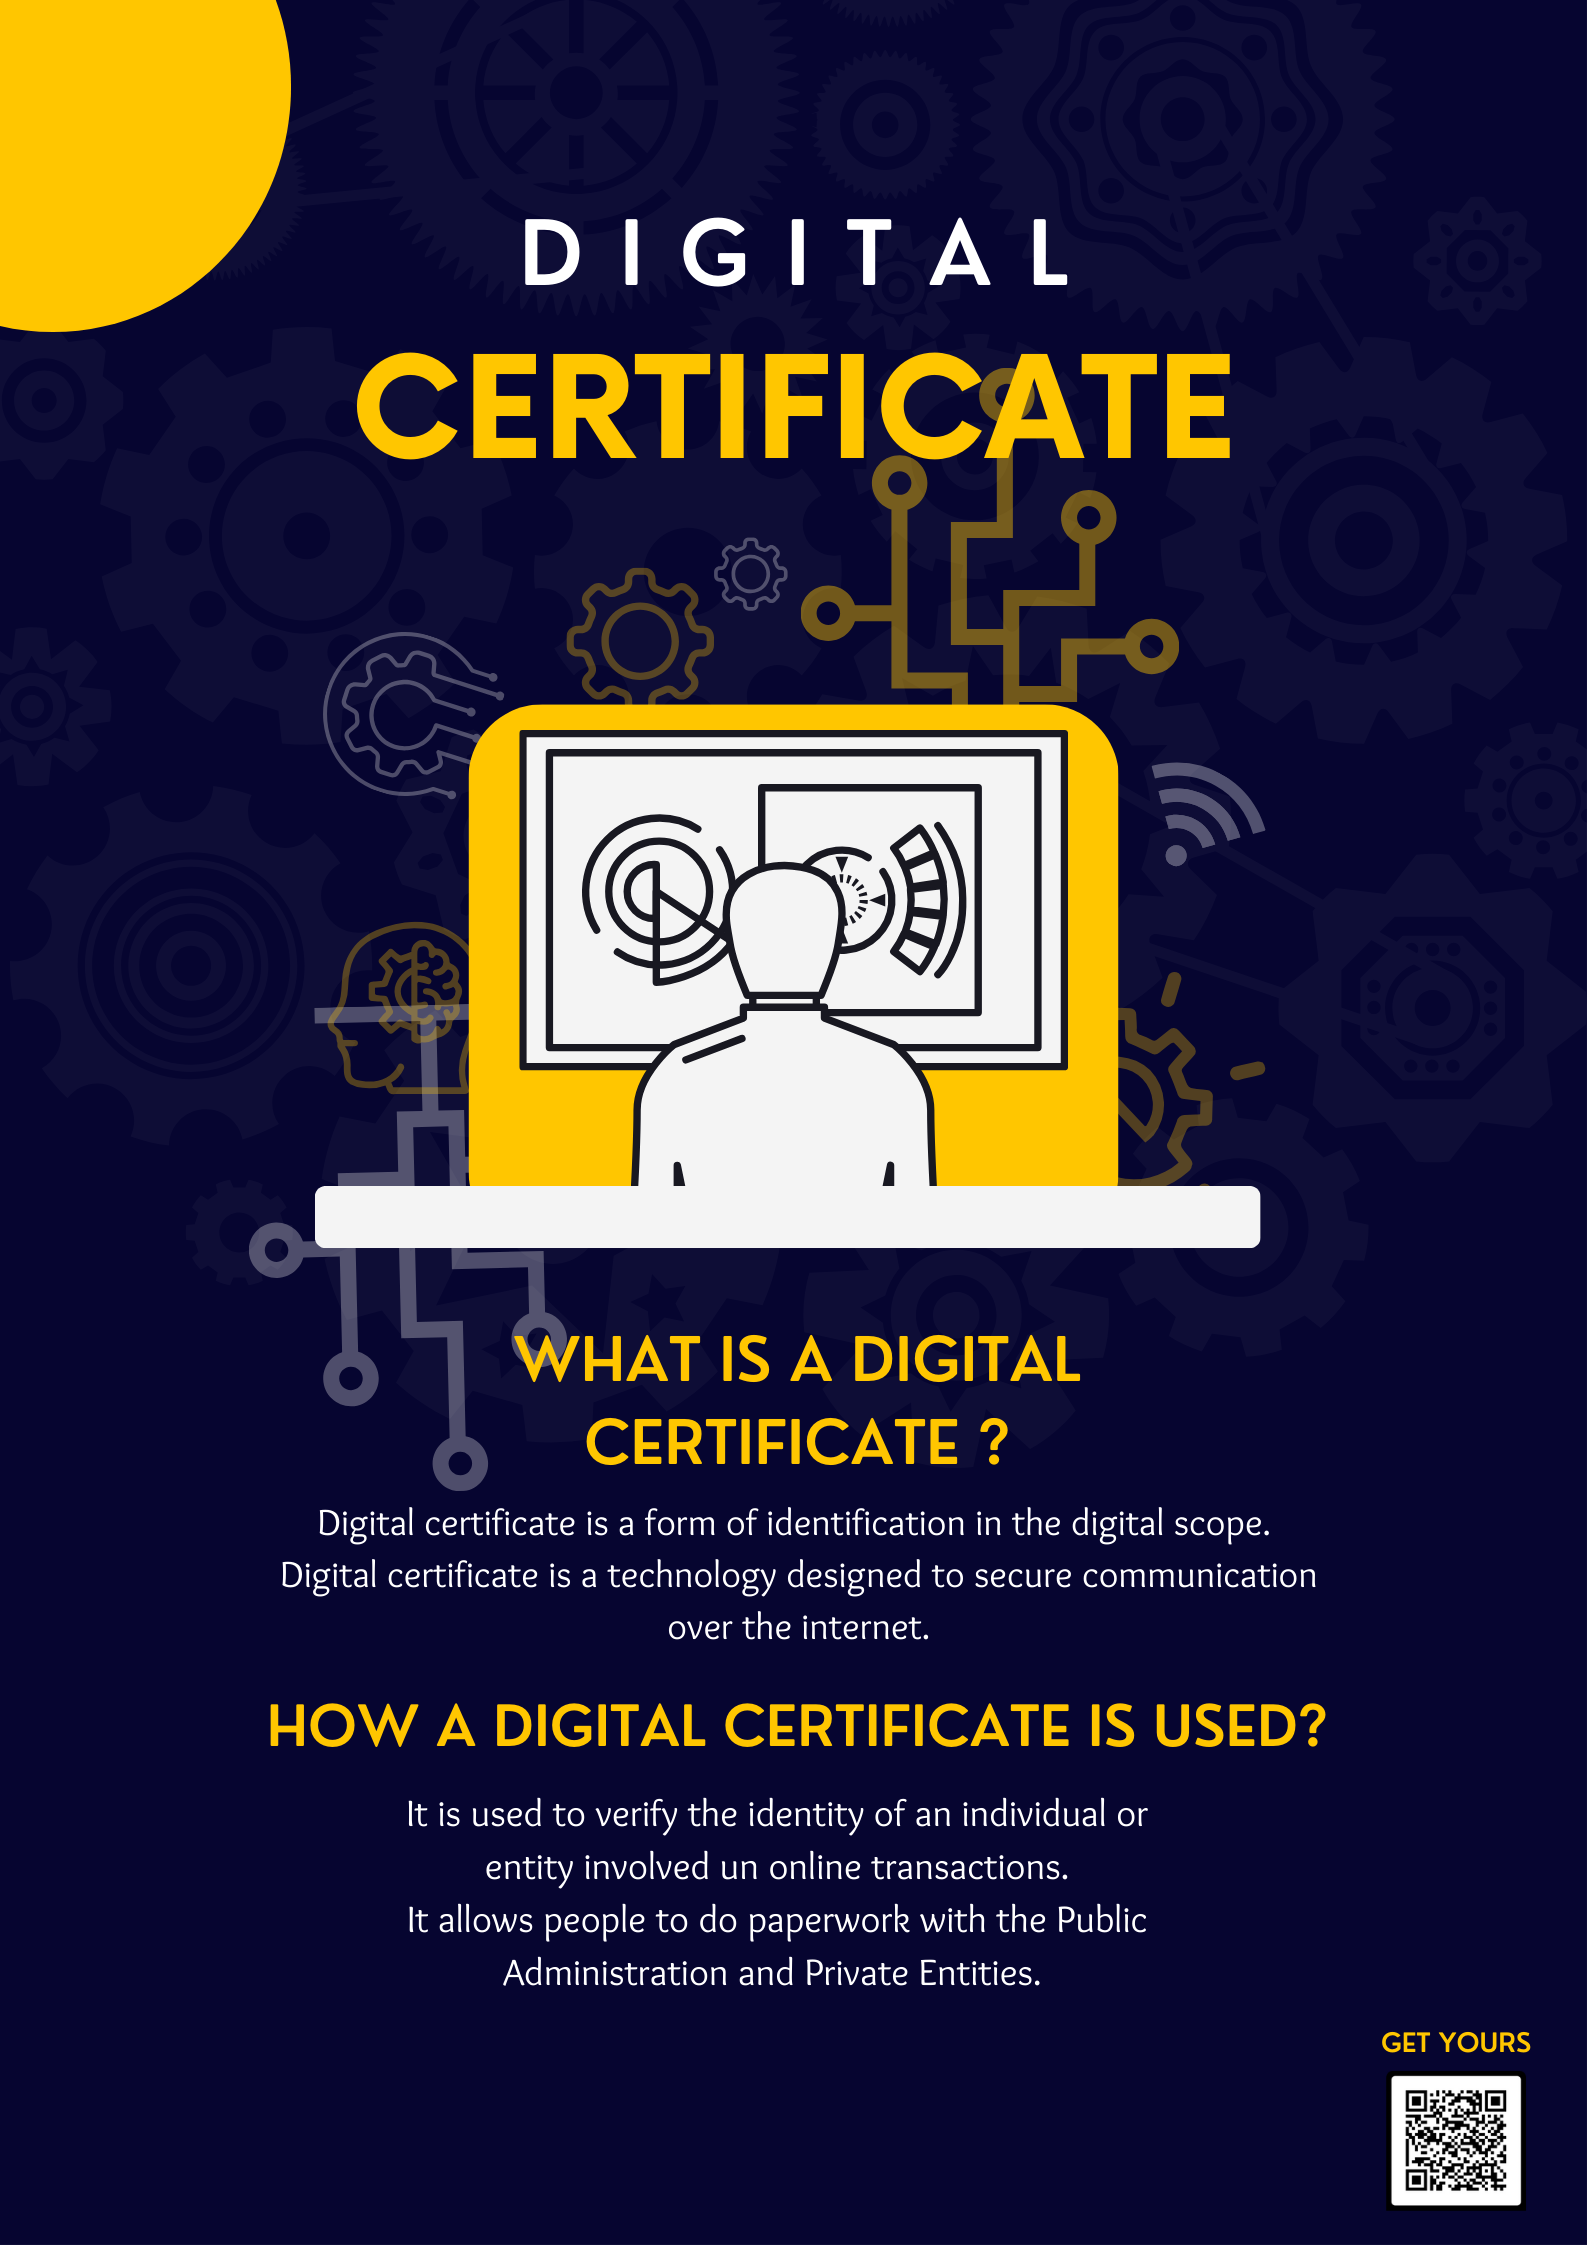 DIGITAL
CERTIFICATE
WHAT IS A DIGITAL
CERTIFICATE ?
Digital certificate is a form of identification in the digital scope.
Digital certificate is a technology designed to secure communication
over the internet.
HOW A DIGITAL CERTIFICATE IS USED?
It is used to verify the identity of an individual or
entity involved un online transactions.
It allows people to do paperwork with the Public
Administration and Private Entities.
GET YOURS